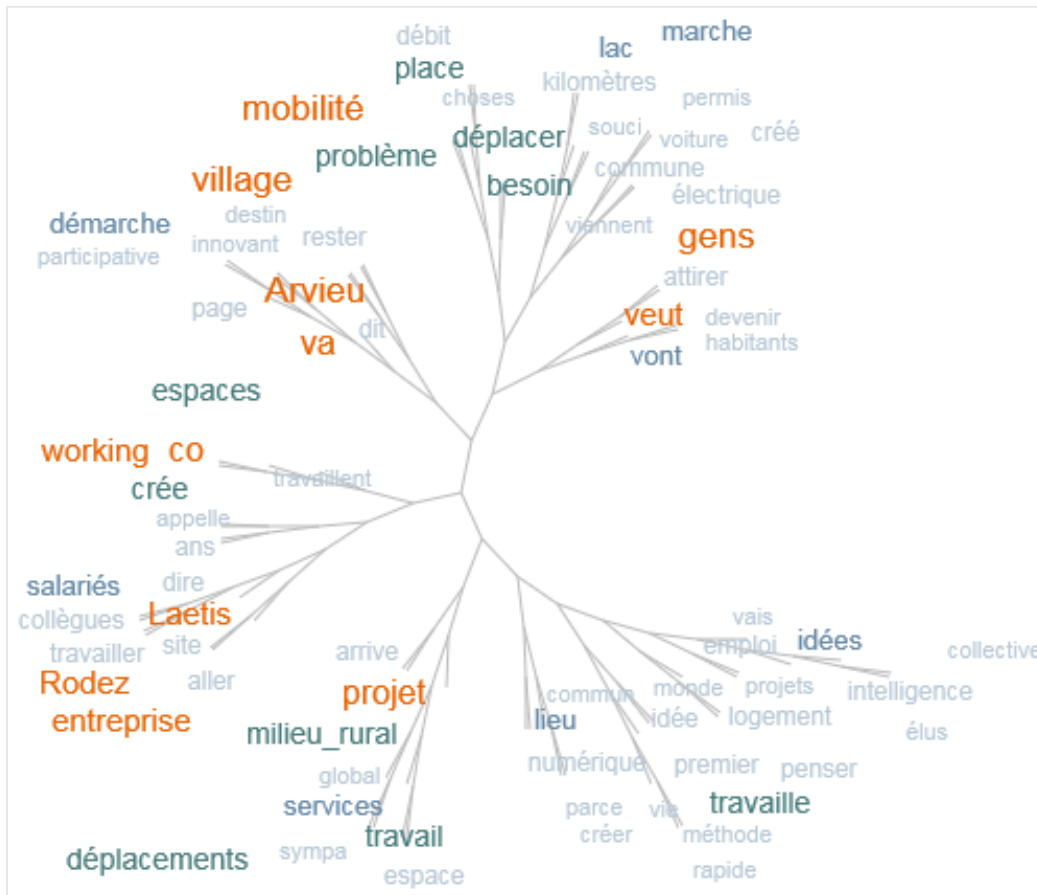 débit
marche
lac
place
kilomètres
choses
permis
mobilité
souci
créé
déplacer
voiture
problème
commune
village
besoin
électrique
destin
démarche
viennent
rester
innovant
gens
participative
attirer
Arvieu
page
veut
devenir
dit
va
habitants
vont
espaces
working co
travaillent
crée
appelle
ans
salariés
dire
Laetis
collègues
vais
idées
site
emploi
travailler
arrive
collective
Rodez
aller
projet
commun
monde
projets
intelligence
entreprise
lieu
idée
logement
milieu_rural
élus
numérique
premier
penser
global
services
parce
vie
travaille
travail
créer
méthode
sympa
déplacements
espace
rapide